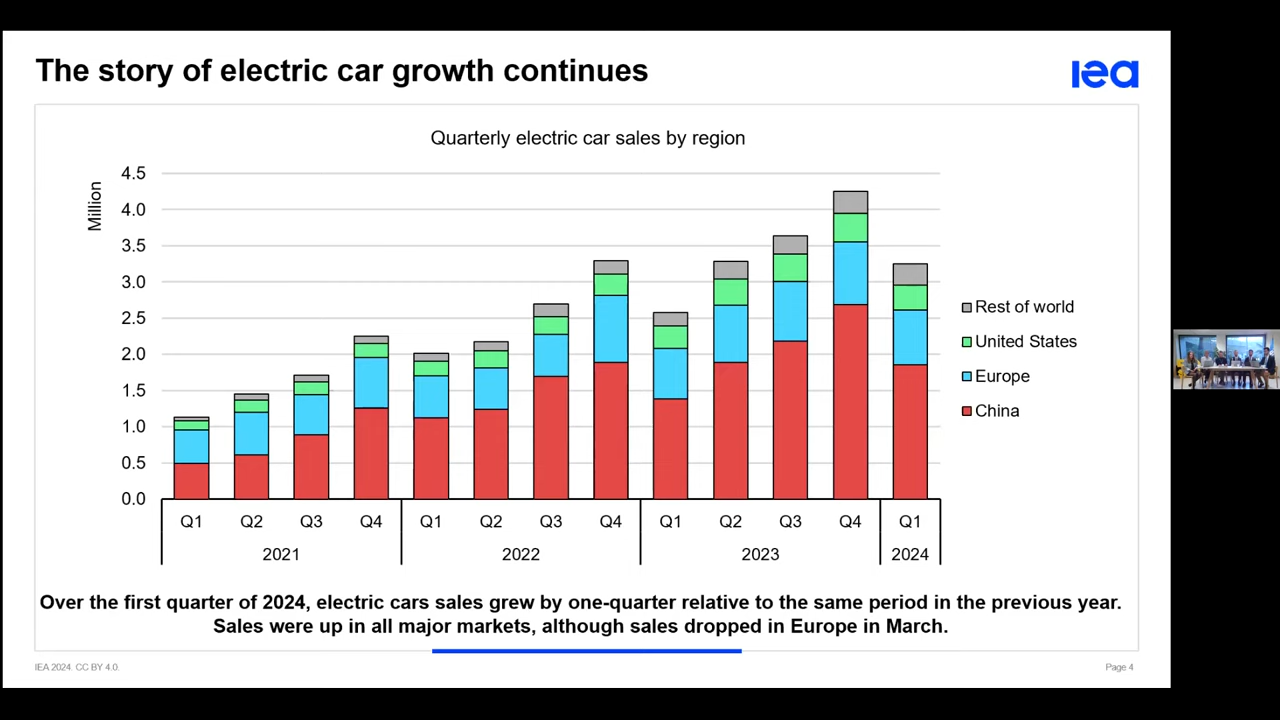 The story of electric car growth continues
iea
Quarterly electric car sales by region
Million
4.5
4.0
3.5
3.0
2.5
2.0
1.5
1.0
0.5
0.0
Rest of world
United States
Europe
China
Q1 Q2 Q3 Q4 Q1 Q2 Q3 Q4 Q1 Q2 Q3 Q4 Q1
2021 2022 2023 2024
Over the first quarter of 2024, electric cars sales grew by one-quarter relative to the same period in the previous year.
Sales were up in all major markets, although sales dropped in Europe in March.
IEA 2024. CC BY 4.0.
Page 4